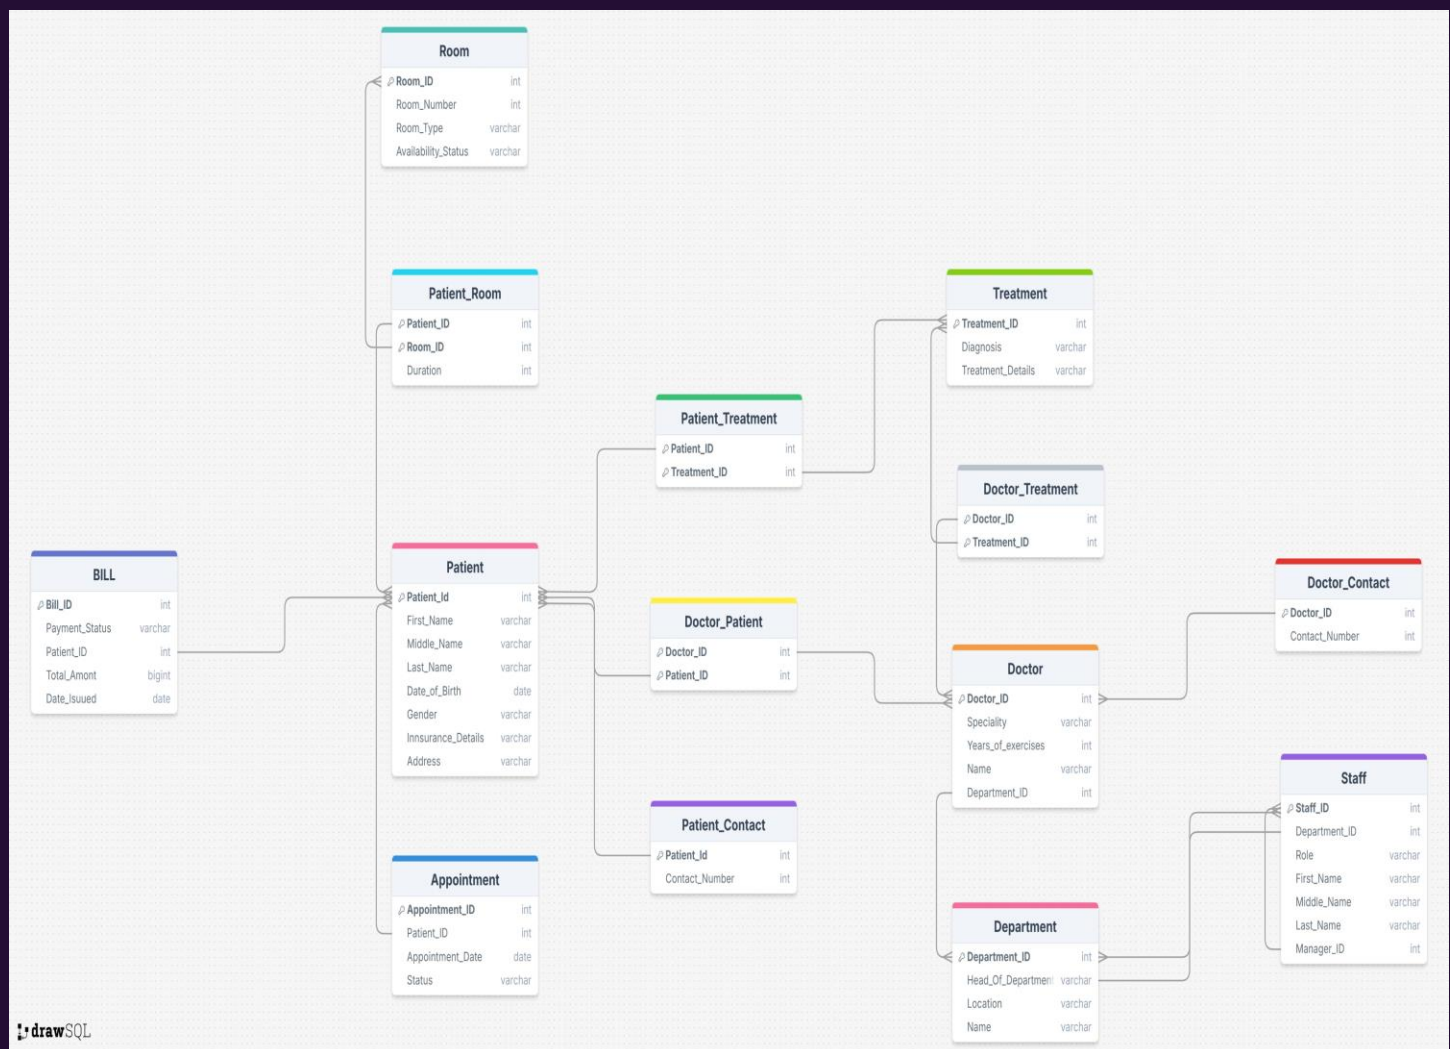 Room
Room_ID int
Room_Number int
Room_Type varchar
Availability_Status varchar
Patient_Room
Patient_ID int
Room_ID int
Duration int
Treatment
Treatment_ID int
Diagnosis varchar
Treatment_Details varchar
Patient_Treatment
Patient_ID int
Treatment_ID int
Doctor_Treatment
Doctor_ID int
Treatment_ID int
BILL
Bill_ID int
Payment_Status varchar
Patient_ID int
Total_Amont bigint
Date_Isuued date
Patient
Patient_Id int
First_Name varchar
Middle_Name varchar
Last_Name varchar
Date_of_Birth date
Gender varchar
Innsurance_Details varchar
Address varchar
Doctor_Patient
Doctor_ID int
Patient_ID int
Doctor_Contact
Doctor_ID int
Contact_Number int
Doctor
Doctor_ID int
Speciality varchar
Years_of_exercises int
Name varchar
Department_ID int
Staff
Staff_ID int
Department_ID int
Role varchar
First_Name varchar
Middle_Name varchar
Last_Name varchar
Manager_ID int
Patient_Contact
Patient_Id int
Contact_Number int
Appointment
Appointment_ID int
Patient_ID int
Appointment_Date date
Status varchar
Department
Department_ID int
Head_Of_Departmen varchar
Location varchar
Name varchar
drawSQL